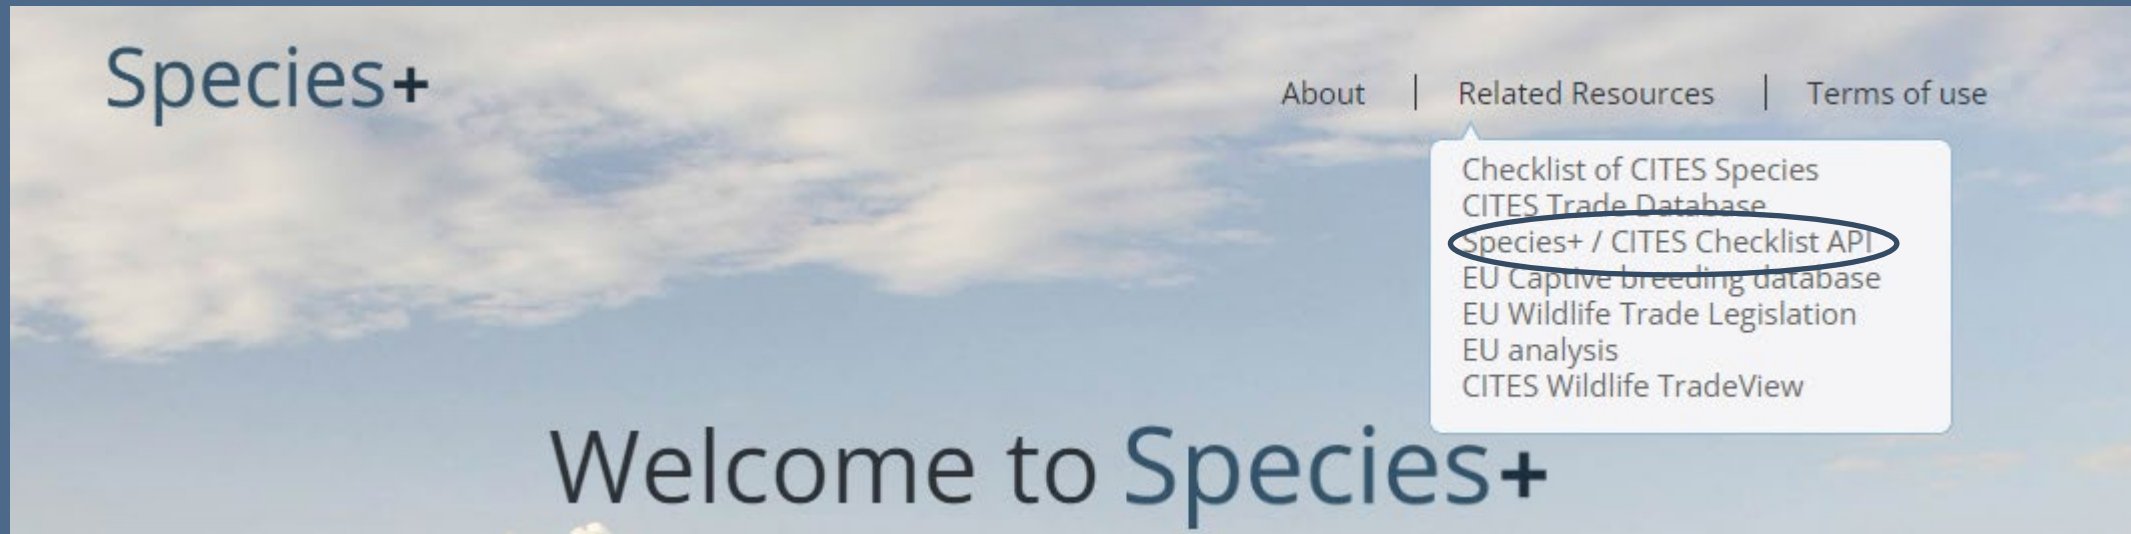 Species+
About | Related Resources | Terms of use
Checklist of CITES Species
CITES Trade Database
Species+ / CITES Checklist API
EU Captive breeding database
EU Wildlife Trade Legislation
EU analysis
CITES Wildlife TradeView
Welcome to Species+